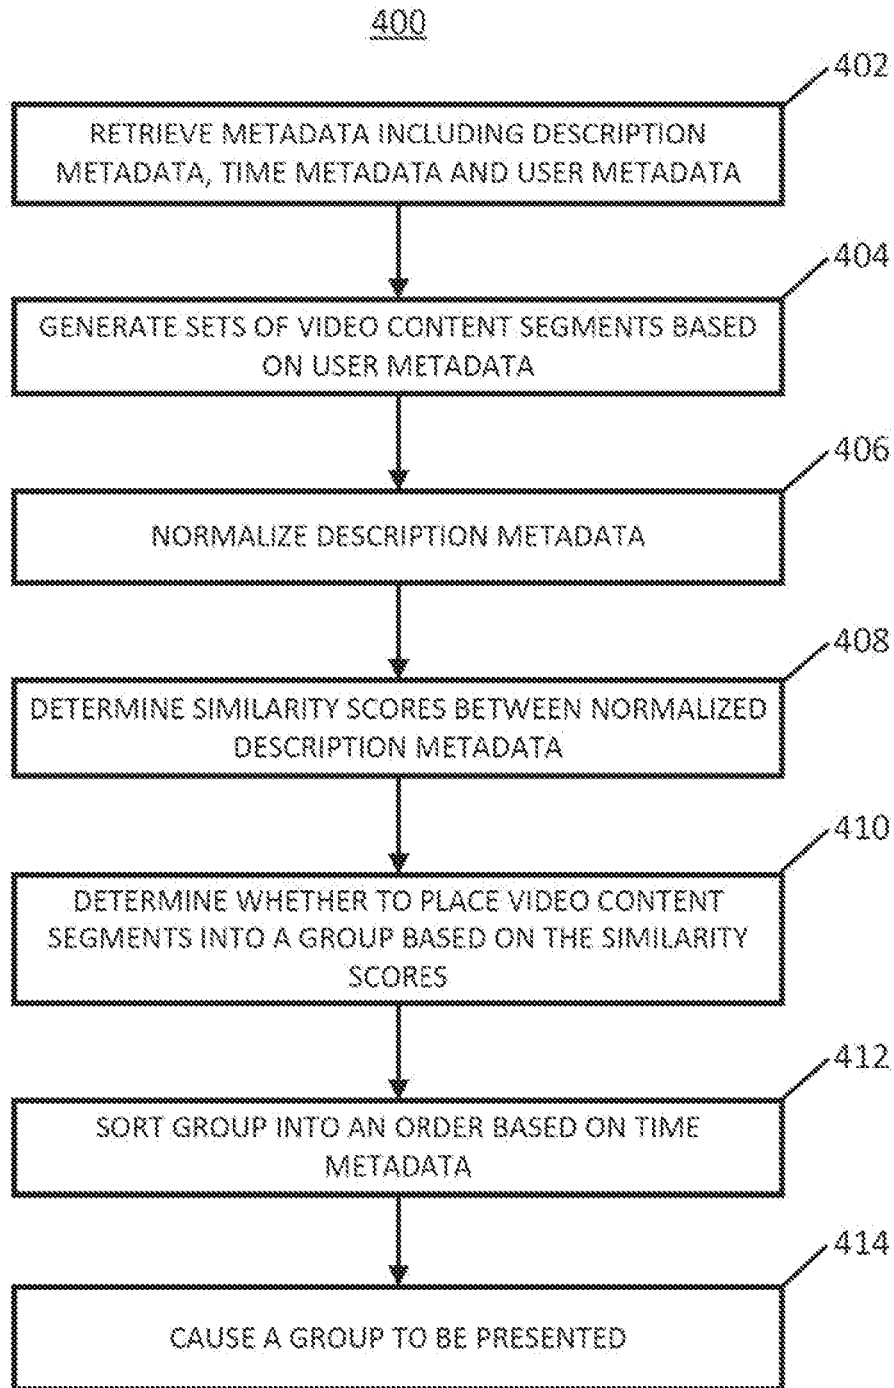 400
402
RETRIEVE METADATA INCLUDING DESCRIPTION
METADATA, TIME METADATA AND USER METADATA
404
GENERATE SETS OF VIDEO CONTENT SEGMENTS BASED
ON USER METADATA
406
NORMALIZE DESCRIPTION METADATA
408
DETERMINE SIMILARITY SCORES BETWEEN NORMALIZED
DESCRIPTION METADATA
410
DETERMINE WHETHER TO PLACE VIDEO CONTENT
SEGMENTS INTO A GROUP BASED ON THE SIMILARITY
SCORES
412
SORT GROUP INTO AN ORDER BASED ON TIME
METADATA
414
CAUSE A GROUP TO BE PRESENTED